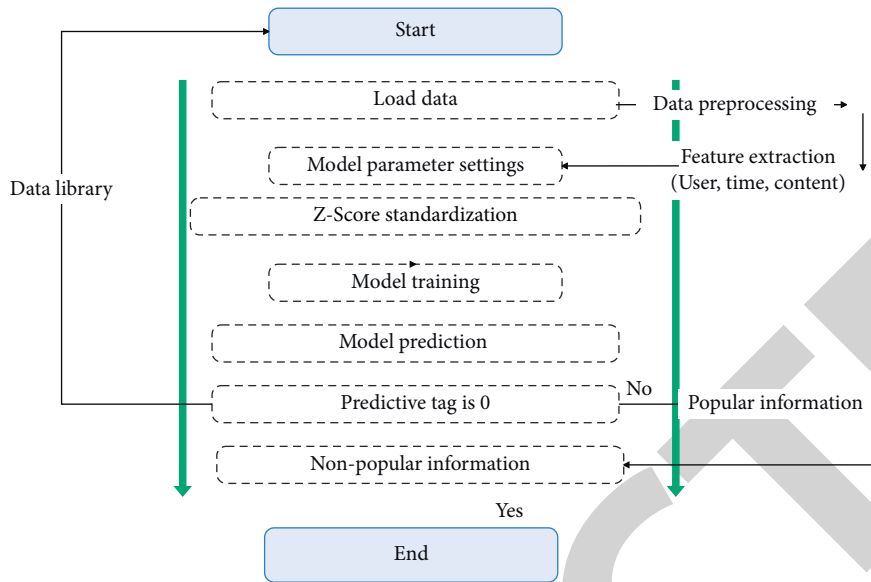 Start
Load data
Data preprocessing
Model parameter settings
Feature extraction
(User, time, content)
Data library
Z-Score standardization
Model training
Model prediction
No
Predictive tag is 0
Popular information
Non-popular information
Yes
End